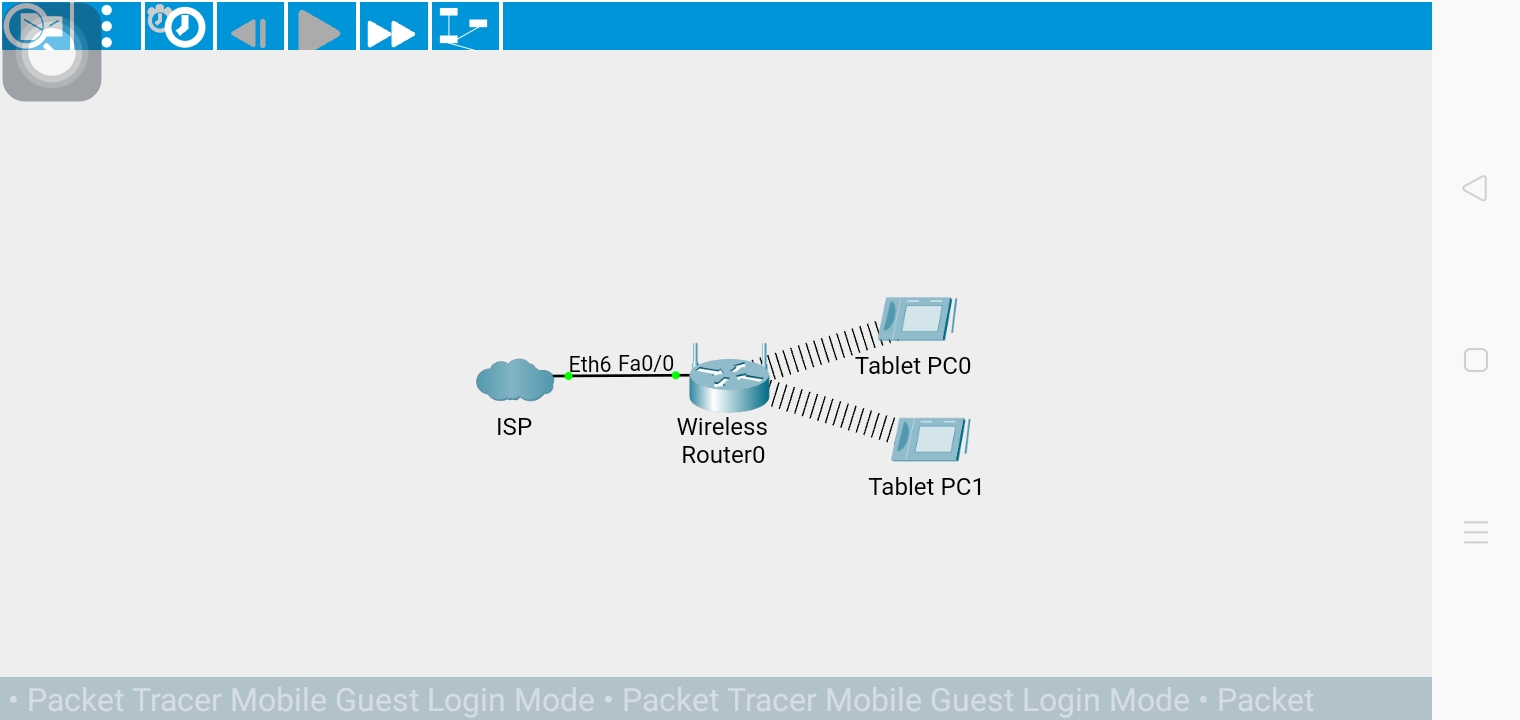 Eth6 Fa0/0
Tablet PC0
ISP
Wireless
Router0
Tablet PC1
• Packet Tracer Mobile Guest Login Mode • Packet Tracer Mobile Guest Login Mode • Packet